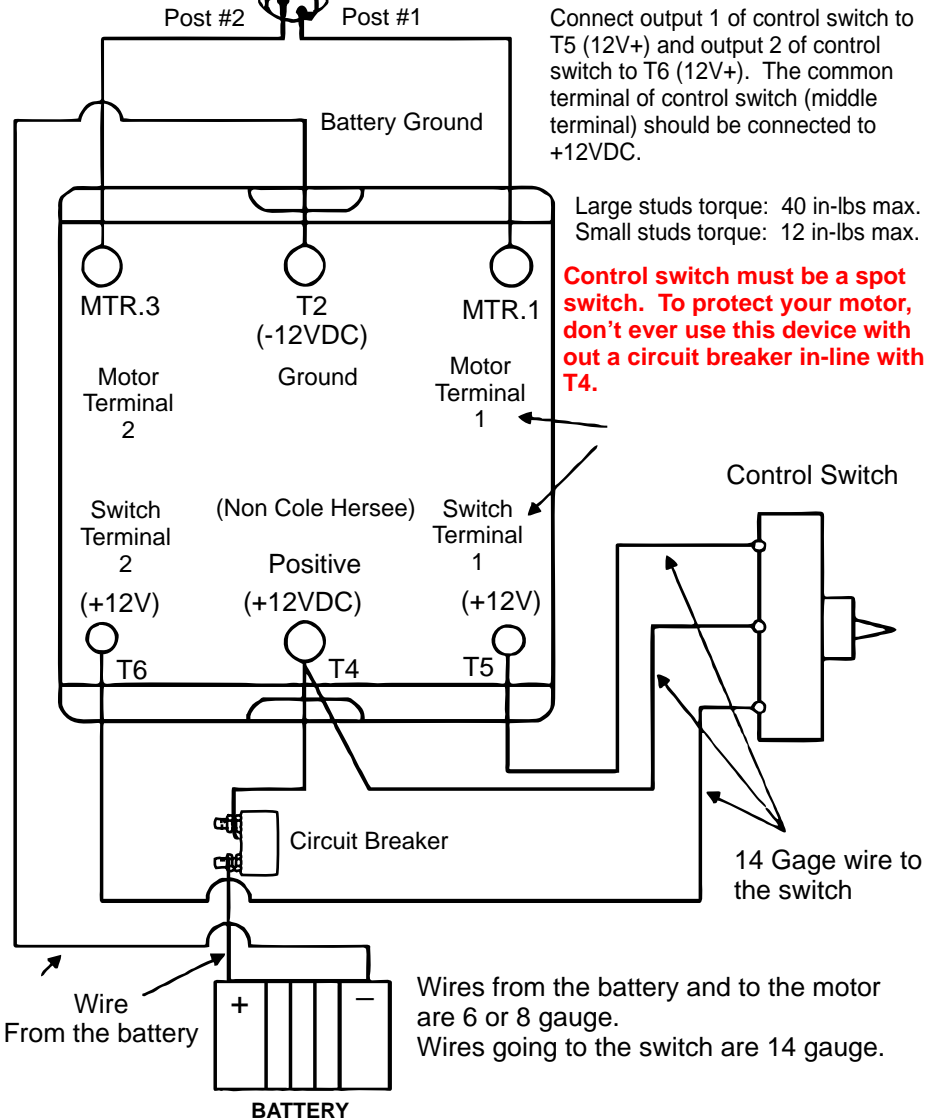 Post #2
Post #1
Connect output 1 of control switch to
T5 (12V+) and output 2 of control
switch to T6 (12V+).  The common
terminal of control switch (middle
terminal) should be connected to
+12VDC.
Battery Ground
Large studs torque:  40 in-lbs max.
Small studs torque:  12 in-lbs max.
Control switch must be a spot
switch.  To protect your motor,
don't ever use this device with
out a circuit breaker in-line with
T4.
MTR.3
T2
(-12VDC)
MTR.1
Motor
Terminal
2
Ground
Motor
Terminal
1
Control Switch
Switch
Terminal
2
(+12V)
(Non Cole Hersee)
Positive
(+12VDC)
Switch
Terminal
1
(+12V)
T6
T4
T5
Circuit Breaker
14 Gage wire to
the switch
Wire
From the battery
+
–
Wires from the battery and to the motor
are 6 or 8 gauge.
Wires going to the switch are 14 gauge.
BATTERY